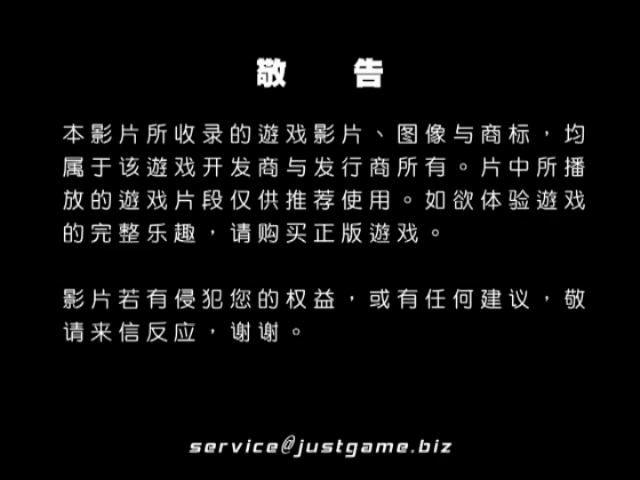 敬 告
本影片所收录的遊戏影片、图像与商标，均
属于该遊戏开发商与发行商所有。片中所播
放的遊戏片段仅供推荐使用。如欲体验遊戏
的完整乐趣，请购买正版遊戏。
影片若有侵犯您的权益，或有任何建议，敬
请来信反应，谢谢。
service@justgame.biz